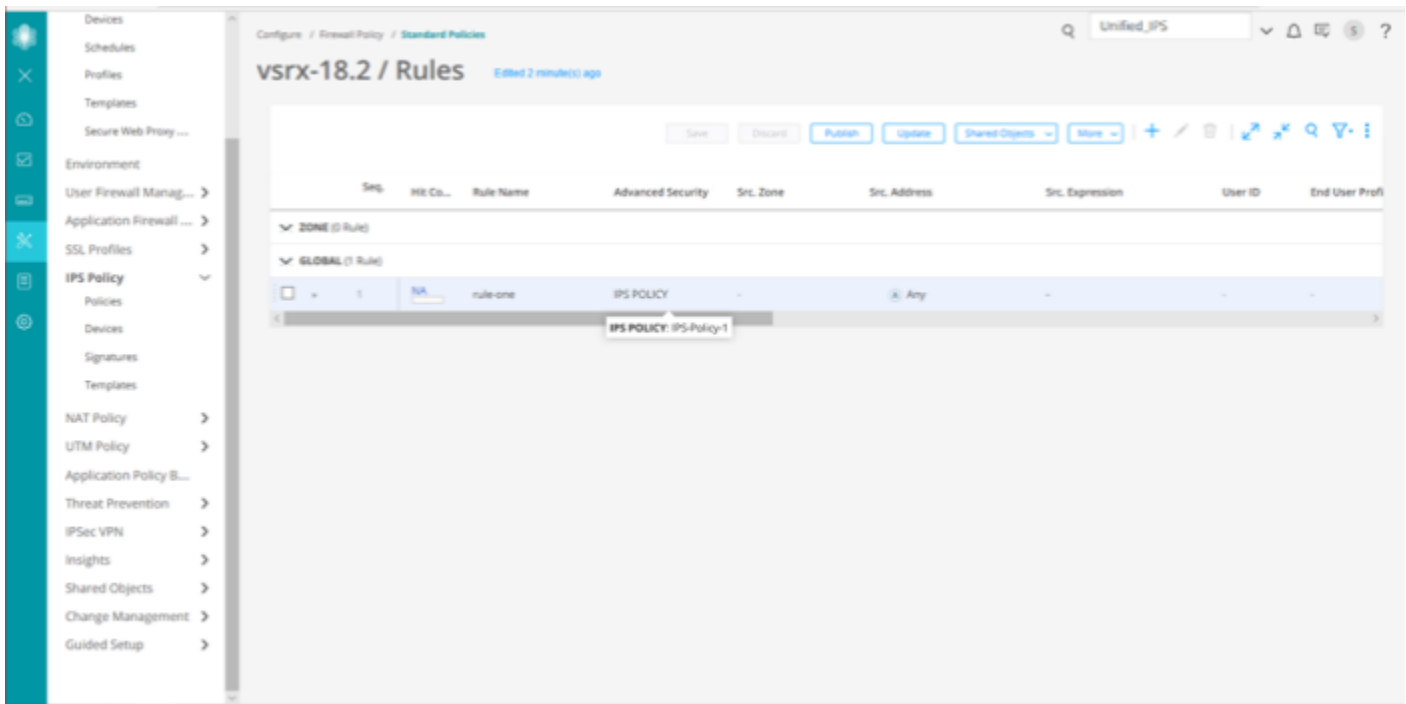 Devices
Schedules
Profiles
Templates
Secure Web Proxy ....
Environment
User Firewall Manag...
Application Firewall ...
SSL Profiles
IPS Policy
Policies
Devices
Signatures
Templates
NAT Policy
UTM Policy
Application Policy B...
Threat Prevention
IPSec VPN
Insights
Shared Objects
Change Management
Guided Setup
Configure / Firewall Policy / Standard Policies
Unified_IPS
S ?
vsrx-18.2 / Rules Edited 2 minute(s) ago
Save Discard Publish Update Shared Objects More
Seq. Hit Co... Rule Name Advanced Security Src. Zone Src. Address Src. Expression User ID End User Profi
ZONE (0 Rule)
GLOBAL (1 Rule)
1 NA rule-one IPS POLICY - A Any - - -
IPS POLICY: IPS-Policy-1